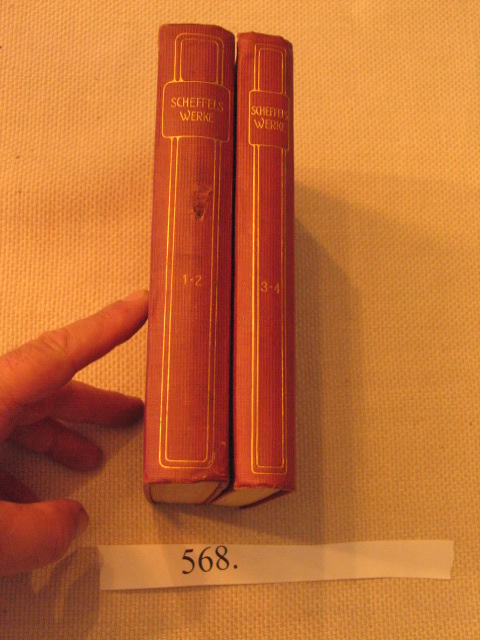 SCHEFFELS
WERKE
1-2
SCHEFFELS
WERKE
3-4
568.